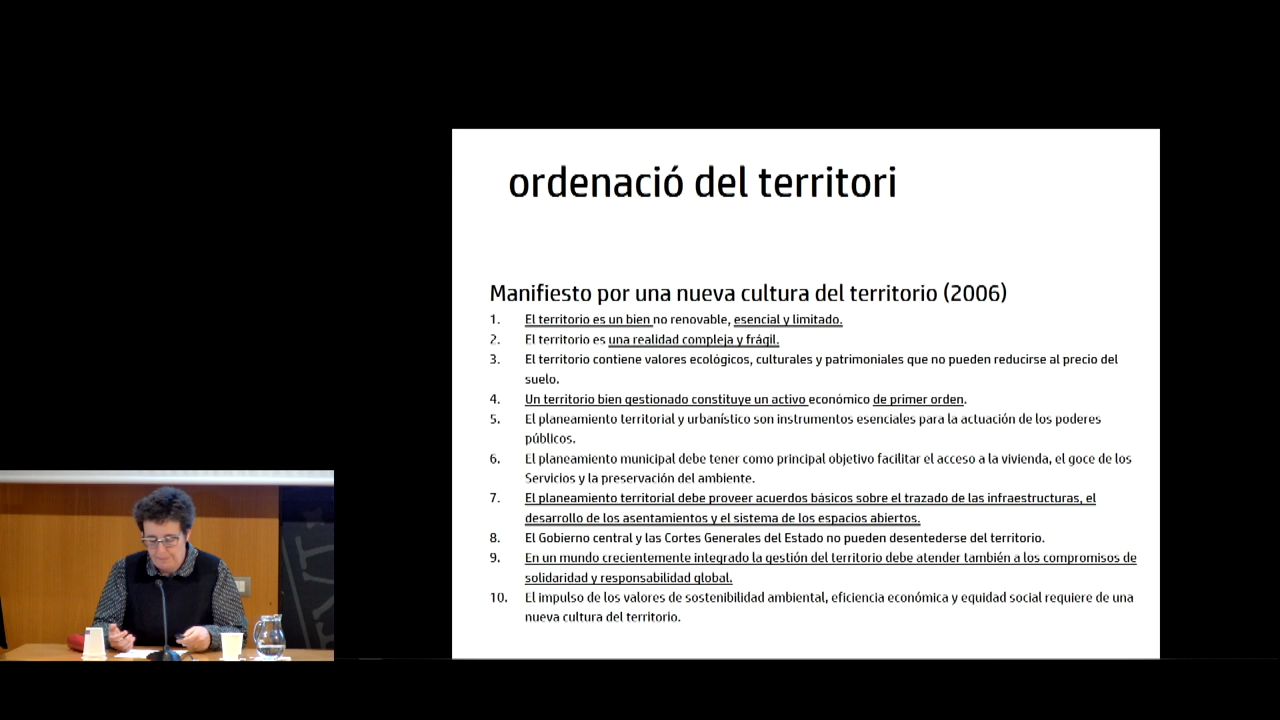 ordenació del territori
Manifiesto por una nueva cultura del territorio (2006)
1. El territorio es un bien no renovable, esencial y limitado.
2. El territorio es una realidad compleja y frágil.
3. El territorio contiene valores ecológicos, culturales y patrimoniales que no pueden reducirse al precio del
suelo.
4. Un territorio bien gestionado constituye un activo económico de primer orden.
5. El planeamiento territorial y urbanístico son instrumentos esenciales para la actuación de los poderes
públicos.
6. El planeamiento municipal debe tener como principal objetivo facilitar el acceso a la vivienda, el goce de los
Servicios y la preservación del ambiente.
7. El planeamiento territorial debe proveer acuerdos básicos sobre el trazado de las infraestructuras, el
desarrollo de los asentamientos y el sistema de los espacios abiertos.
8. El Gobierno central y las Cortes Generales del Estado no pueden desentederse del territorio.
9. En un mundo crecientemente integrado la gestión del territorio debe atender también a los compromisos de
solidaridad y responsabilidad global.
10. El impulso de los valores de sostenibilidad ambiental, eficiencia económica y equidad social requiere de una
nueva cultura del territorio.